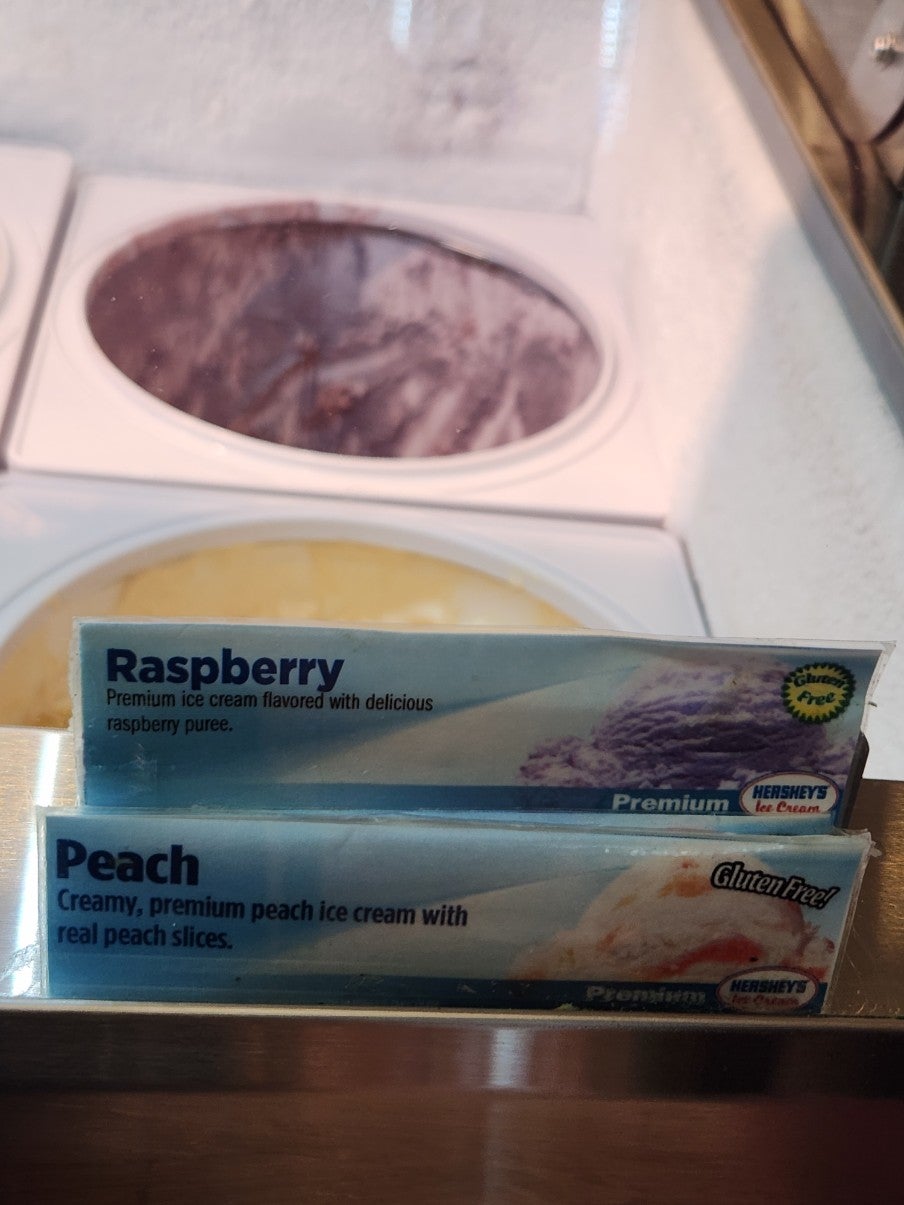 Raspberry
Premium ice cream flavored with delicious
raspberry puree.
Gluten
Free
Premium
HERSHEY'S
Ice Cream
Peach
Creamy, premium peach ice cream with
real peach slices.
Gluten Free!
Premium
HERSHEY'S
Ice Cream